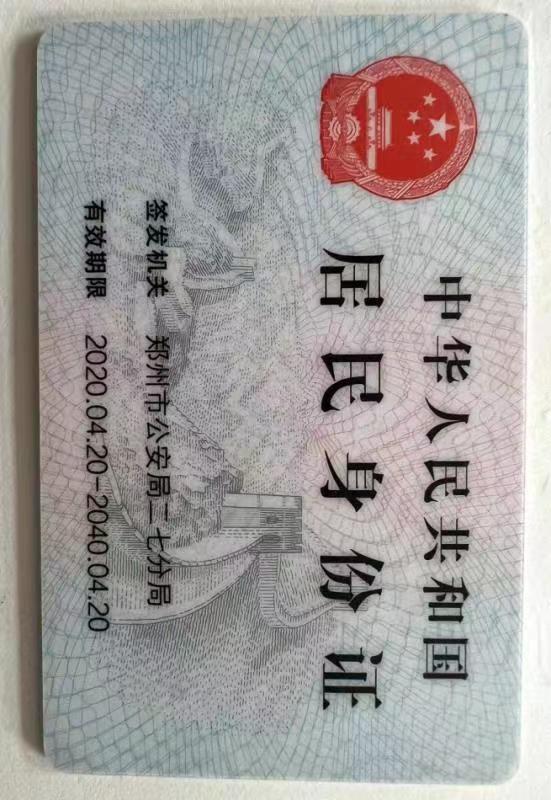 中华人民共和国
居民身份证
签发机关 郑州市公安局二七分局
有效期限 2020.04.20-2040.04.20